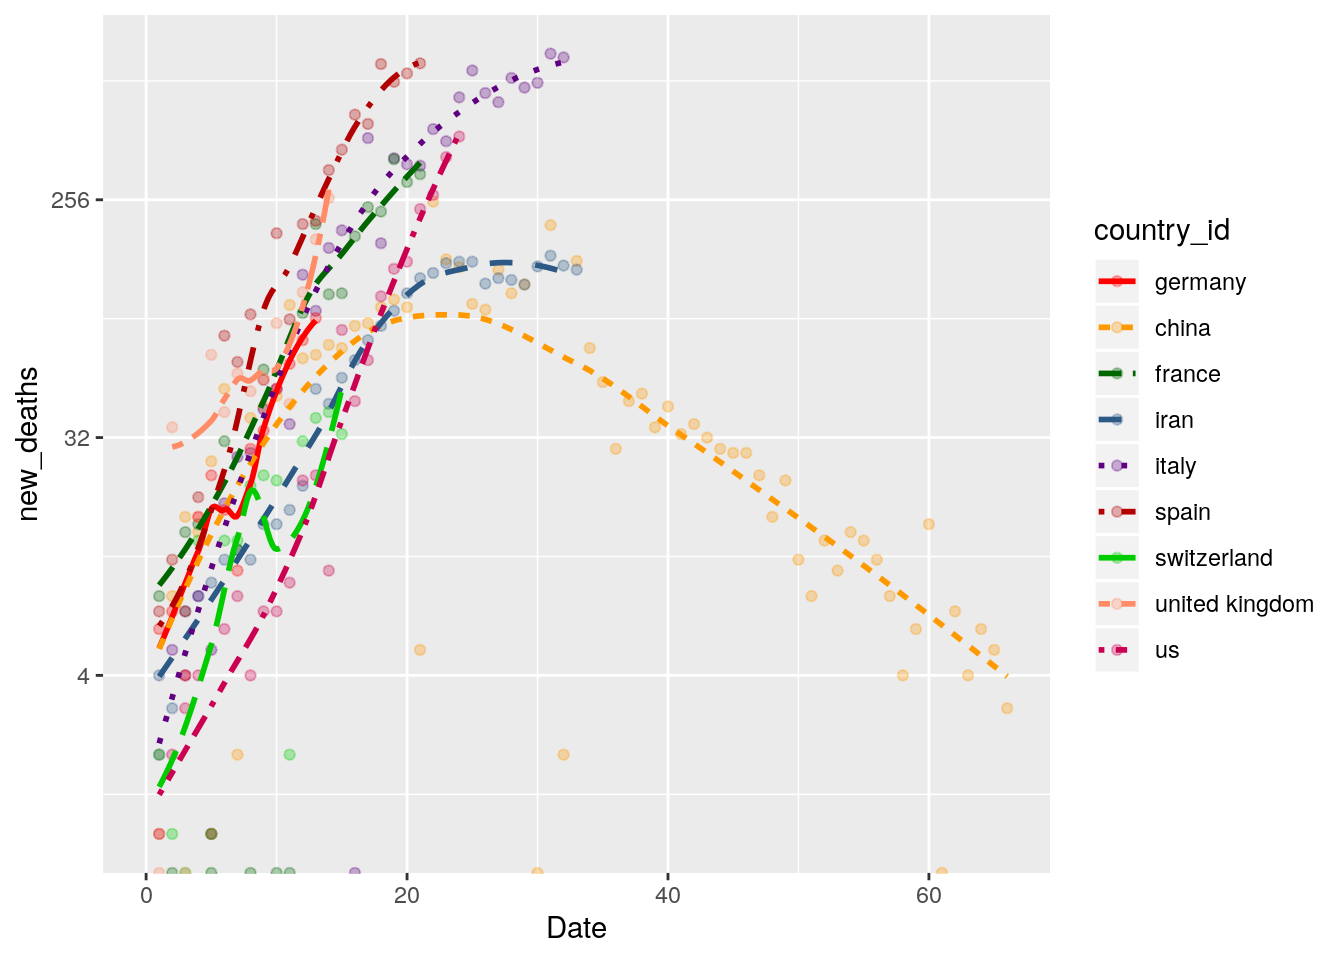 256
32
4
new_deaths
0
20
40
60
Date
country_id
germany
china
france
iran
italy
spain
switzerland
united kingdom
us